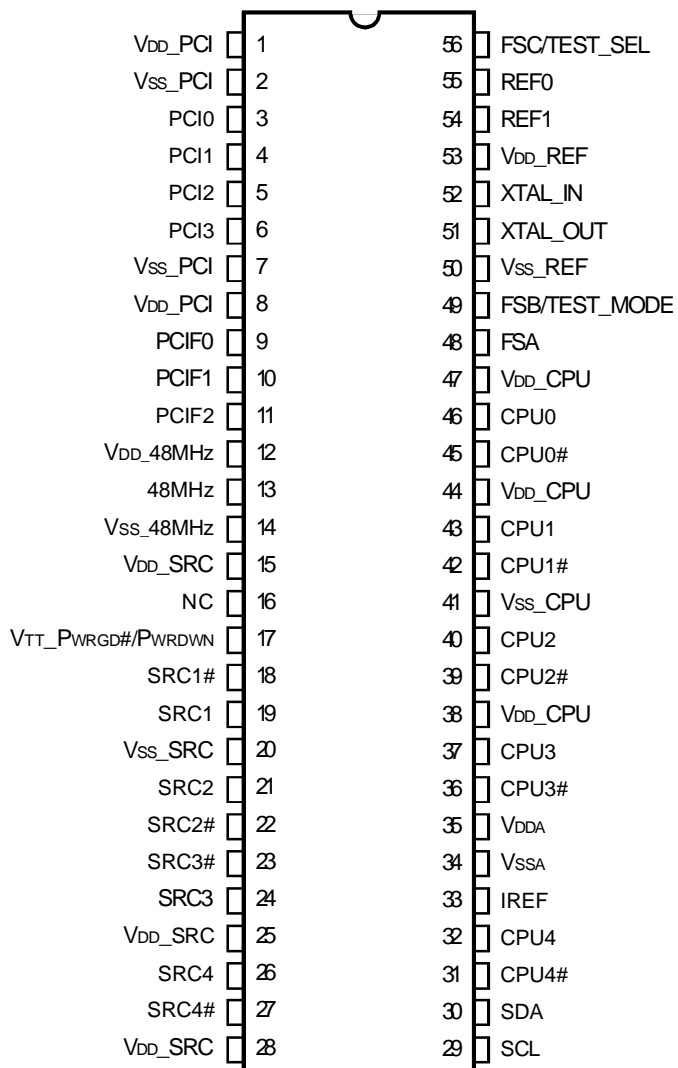 VDD_PCI 1 56 FSC/TEST_SEL
VSS_PCI 2 55 REF0
PCI0 3 54 REF1
PCI1 4 53 VDD_REF
PCI2 5 52 XTAL_IN
PCI3 6 51 XTAL_OUT
VSS_PCI 7 50 VSS_REF
VDD_PCI 8 49 FSB/TEST_MODE
PCIF0 9 48 FSA
PCIF1 10 47 VDD_CPU
PCIF2 11 46 CPU0
VDD_48MHz 12 45 CPU0#
48MHz 13 44 VDD_CPU
VSS_48MHz 14 43 CPU1
VDD_SRC 15 42 CPU1#
NC 16 41 VSS_CPU
VTT_PWRGD#/PWRDWN 17 40 CPU2
SRC1# 18 39 CPU2#
SRC1 19 38 VDD_CPU
VSS_SRC 20 37 CPU3
SRC2 21 36 CPU3#
SRC2# 22 35 VDDA
SRC3# 23 34 VSSA
SRC3 24 33 IREF
VDD_SRC 25 32 CPU4
SRC4 26 31 CPU4#
SRC4# 27 30 SDA
VDD_SRC 28 29 SCL